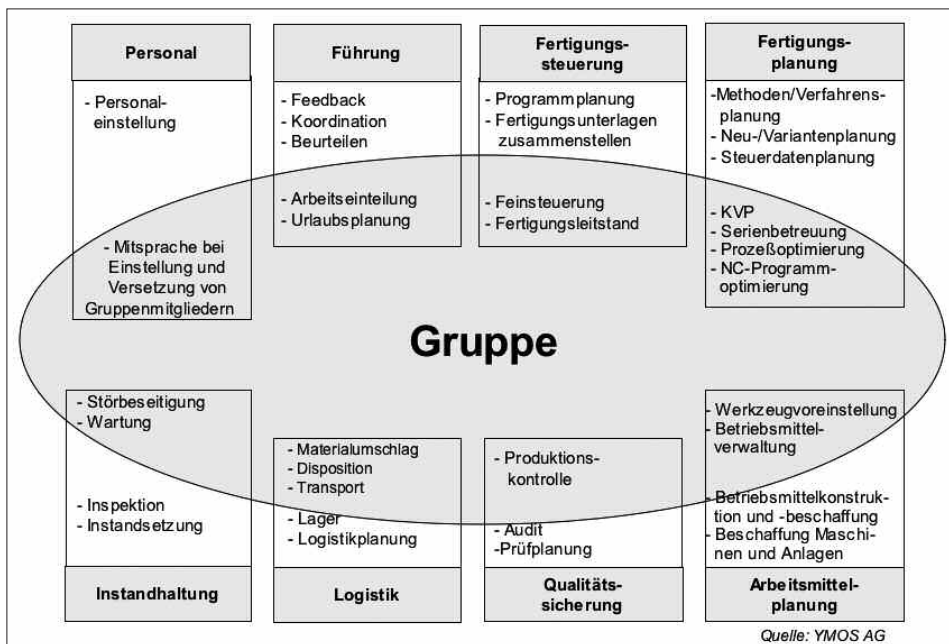 Personal
- Personal-
einstellung
- Mitsprache bei
Einstellung und
Versetzung von
Gruppenmitgliedern
Führung
- Feedback
- Koordination
- Beurteilen
- Arbeitseinteilung
- Urlaubsplanung
Fertigungs-
steuerung
- Programmplanung
- Fertigungsunterlagen
zusammenstellen
- Feinsteuerung
- Fertigungsleitstand
Fertigungs-
planung
-Methoden/Verfahrens-
planung
- Neu-/Variantenplanung
- Steuerdatenplanung
- KVP
- Serienbetreuung
- Prozeßoptimierung
- NC-Programm-
optimierung
Gruppe
- Störbeseitigung
- Wartung
- Inspektion
- Instandsetzung
Instandhaltung
- Materialumschlag
- Disposition
- Transport
- Lager
- Logistikplanung
Logistik
- Produktions-
kontrolle
- Audit
-Prüfplanung
Qualitäts-
sicherung
- Werkzeugvoreinstellung
- Betriebsmittel-
verwaltung
- Betriebsmittelkonstruk-
tion und -beschaffung
- Beschaffung Maschi-
nen und Anlagen
Arbeitsmittel-
planung
Quelle: YMOS AG